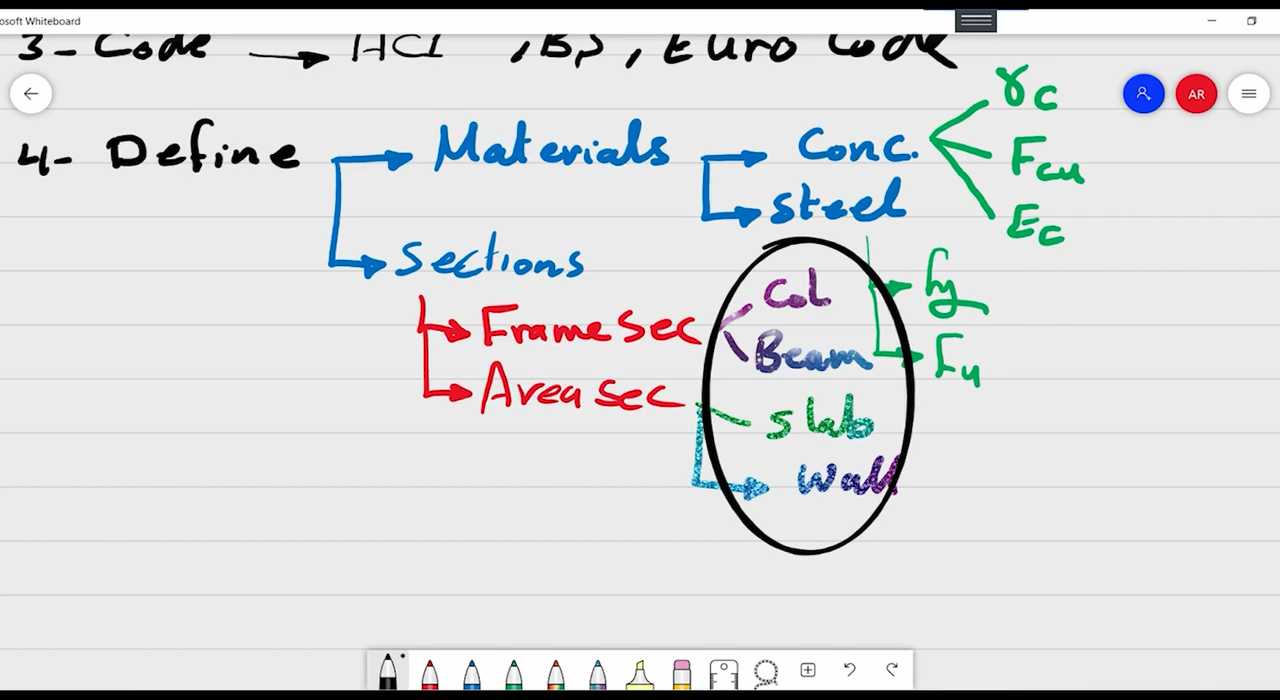 osoft Whiteboard
3- Code → ACI , BS , Euro Code
AR
γc
4- Define Materials Conc.
Fcu
Steel
Ec
Sections
Fy
Col
Frame Sec
Beam
Fu
Area Sec
Slab
Wall